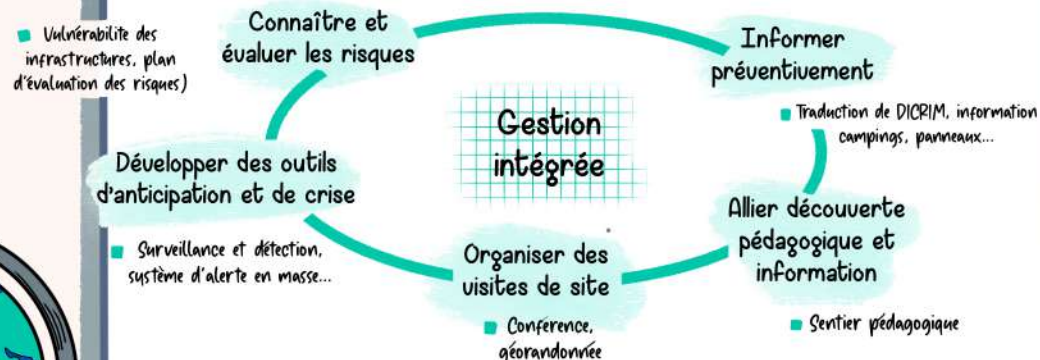 Vulnérabilite des
infrastructures, plan
d'évaluation des risques)
Connaître et
évaluer les risques
Informer
préventivement
Traduction de DICRIM, information
campings, panneaux...
Gestion
intégrée
Développer des outils
d'anticipation et de crise
Surveillance et détection,
système d'alerte en masse...
Allier découverte
pédagogique et
information
Sentier pédagogique
Organiser des
visites de site
Conférence,
géorandonnée